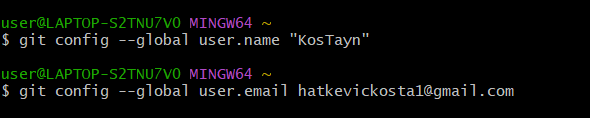 user@LAPTOP-S2TNU7V0 MINGW64 ~
$ git config --global user.name "KosTayn"
user@LAPTOP-S2TNU7V0 MINGW64 ~
$ git config --global user.email hatkevickosta1@gmail.com